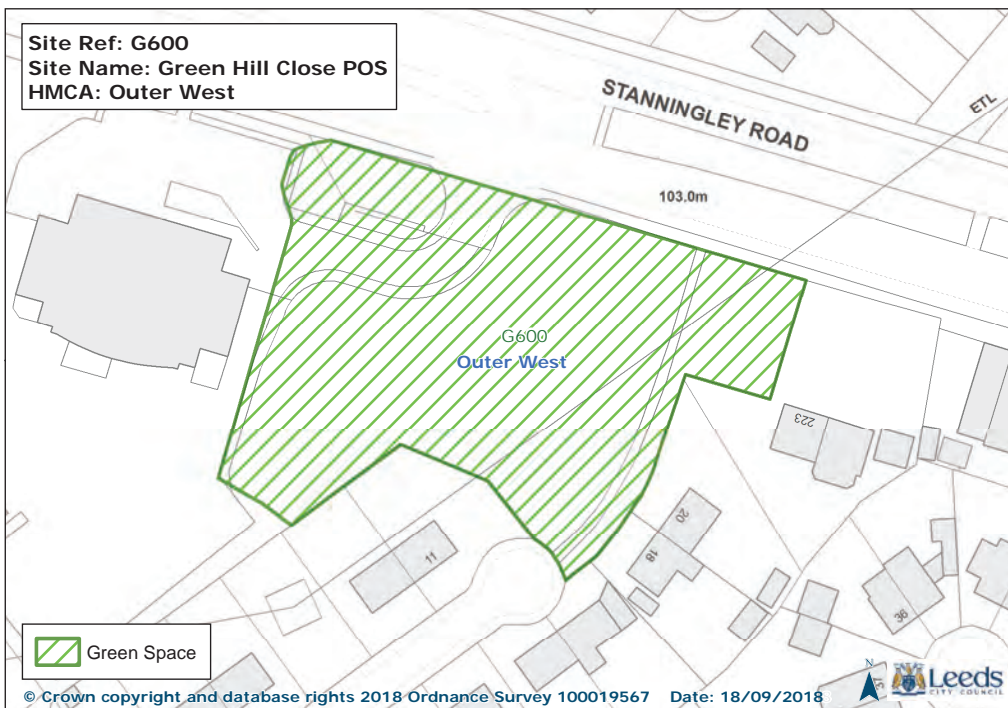 Site Ref: G600
Site Name: Green Hill Close POS
HMCA: Outer West
STANNINGLEY ROAD
ETL
103.0m
G600
Outer West
223
20
18
11
36
31
Green Space
N
Leeds
CITY COUNCIL
© Crown copyright and database rights 2018 Ordnance Survey 100019567 Date: 18/09/2018